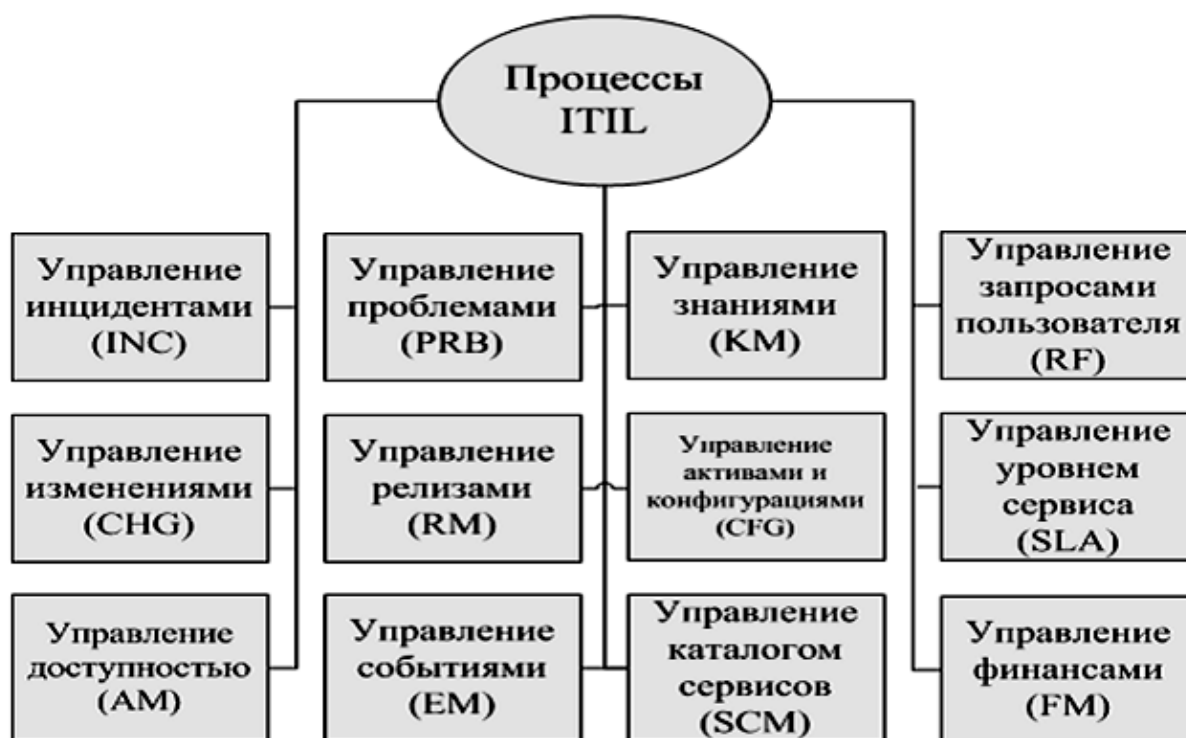 Процессы
ITIL
Управление
инцидентами
(INC)
Управление
проблемами
(PRB)
Управление
знаниями
(KM)
Управление
запросами
пользователя
(RF)
Управление
изменениями
(CHG)
Управление
релизами
(RM)
Управление
активами и
конфигурациями
(CFG)
Управление
уровнем
сервиса
(SLA)
Управление
доступностью
(AM)
Управление
событиями
(EM)
Управление
каталогом
сервисов
(SCM)
Управление
финансами
(FM)